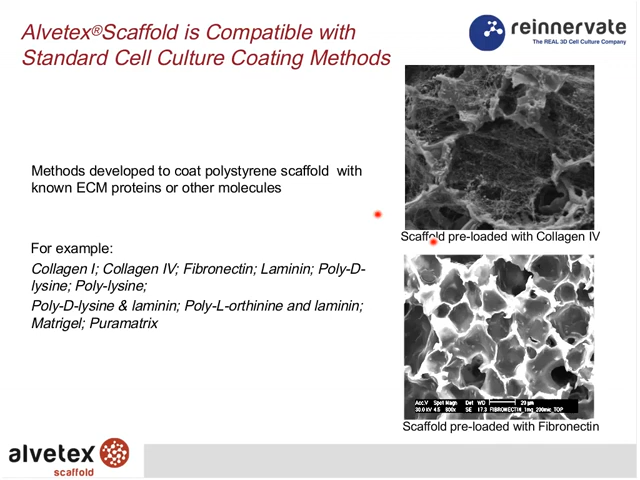 Alvetex®Scaffold is Compatible with
Standard Cell Culture Coating Methods
reinnervate
The REAL 3D Cell Culture Company
Methods developed to coat polystyrene scaffold with
known ECM proteins or other molecules
Scaffold pre-loaded with Collagen IV
For example:
Collagen I; Collagen IV; Fibronectin; Laminin; Poly-D-
lysine; Poly-lysine;
Poly-D-lysine & laminin; Poly-L-orthinine and laminin;
Matrigel; Puramatrix
Acc.V Spot Magn Det WD 20 µm
30.0 kV 4.5 800x SE 17.3 FIBRONECTIN_1mg_200mw_TOP
Scaffold pre-loaded with Fibronectin
alvetex
scaffold